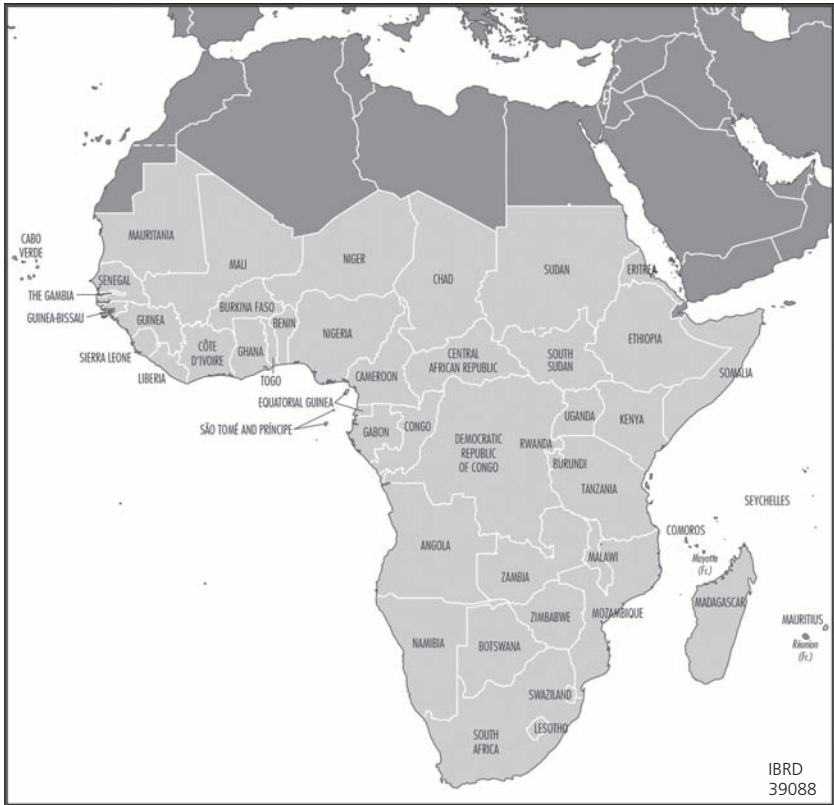 CABO
VERDE
MAURITANIA
MALI
NIGER
CHAD
SUDAN
ERITREA
SENEGAL
THE GAMBIA
GUINEA-BISSAU
GUINEA
BURKINA FASO
BENIN
NIGERIA
ETHIOPIA
SIERRA LEONE
LIBERIA
CÔTE
D'IVOIRE
GHANA
TOGO
CAMEROON
CENTRAL
AFRICAN REPUBLIC
SOUTH
SUDAN
SOMALIA
EQUATORIAL GUINEA
SÃO TOMÉ AND PRÍNCIPE
GABON
CONGO
DEMOCRATIC
REPUBLIC
OF CONGO
UGANDA
KENYA
RWANDA
BURUNDI
TANZANIA
SEYCHELLES
COMOROS
Mayotte
(Fr.)
ANGOLA
ZAMBIA
MALAWI
MOZAMBIQUE
MADAGASCAR
MAURITIUS
Réunion
(Fr.)
ZIMBABWE
NAMIBIA
BOTSWANA
SWAZILAND
LESOTHO
SOUTH
AFRICA
IBRD
39088